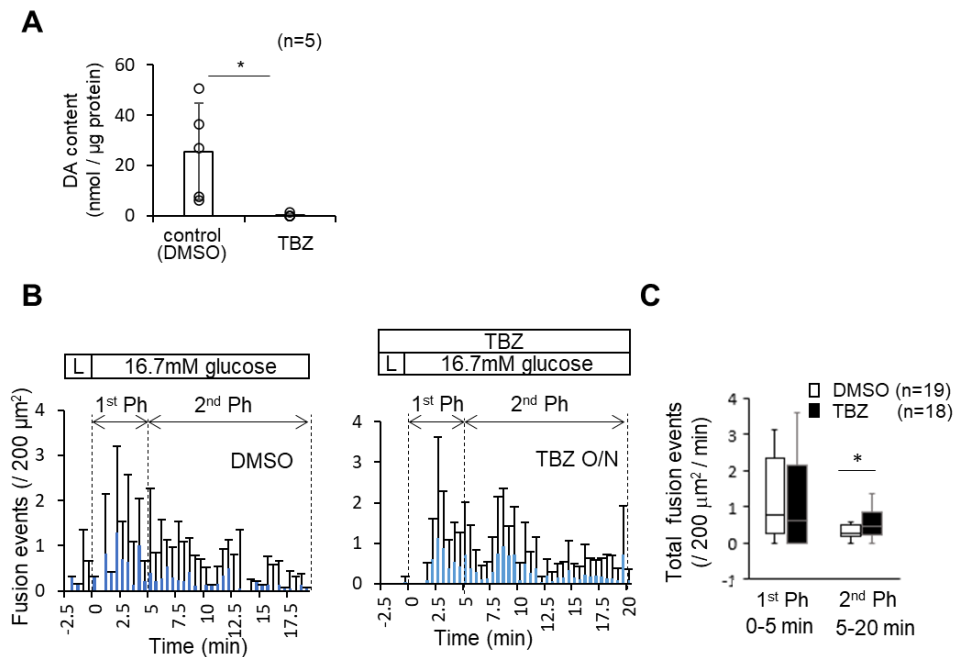 A
(n=5)
*
DA content
(nmol / µg protein)
60
40
20
0
control
(DMSO)
TBZ
B
L
16.7mM glucose
1st Ph
2nd Ph
DMSO
Fusion events (/ 200 µm²)
4
3
2
1
0
-2.5
0
2.5
5
7.5
10
12.5
15
17.5
Time (min)
TBZ
L
16.7mM glucose
1st Ph
2nd Ph
TBZ O/N
4
3
2
1
0
-2.5
0
2.5
5
7.5
10
12.5
15
17.5
20
Time (min)
C
DMSO (n=19)
TBZ (n=18)
*
Total fusion events
(/ 200 µm² / min)
4
3
2
1
0
-1
1st Ph
0-5 min
2nd Ph
5-20 min